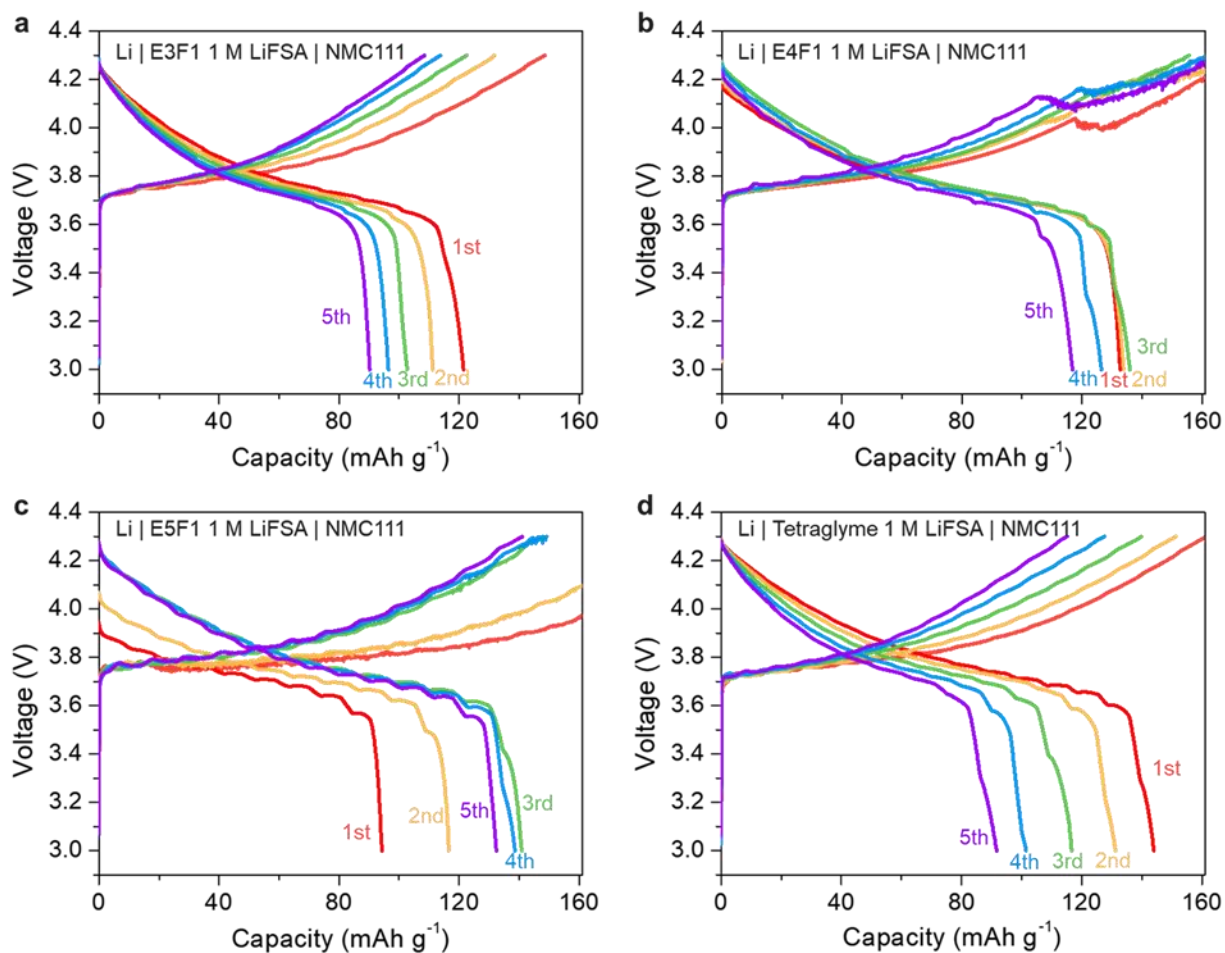 a
Li | E3F1 1 M LiFSA | NMC111
4.4
4.2
4.0
3.8
3.6
3.4
3.2
3.0
Voltage (V)
1st
5th
4th 3rd 2nd
0 40 80 120 160
Capacity (mAh g-1)
b
Li | E4F1 1 M LiFSA | NMC111
4.4
4.2
4.0
3.8
3.6
3.4
3.2
3.0
Voltage (V)
5th
3rd
4th 1st 2nd
0 40 80 120 160
Capacity (mAh g-1)
c
Li | E5F1 1 M LiFSA | NMC111
4.4
4.2
4.0
3.8
3.6
3.4
3.2
3.0
Voltage (V)
1st
2nd
5th
3rd
4th
0 40 80 120 160
Capacity (mAh g-1)
d
Li | Tetraglyme 1 M LiFSA | NMC111
4.4
4.2
4.0
3.8
3.6
3.4
3.2
3.0
Voltage (V)
1st
5th
4th 3rd 2nd
0 40 80 120 160
Capacity (mAh g-1)